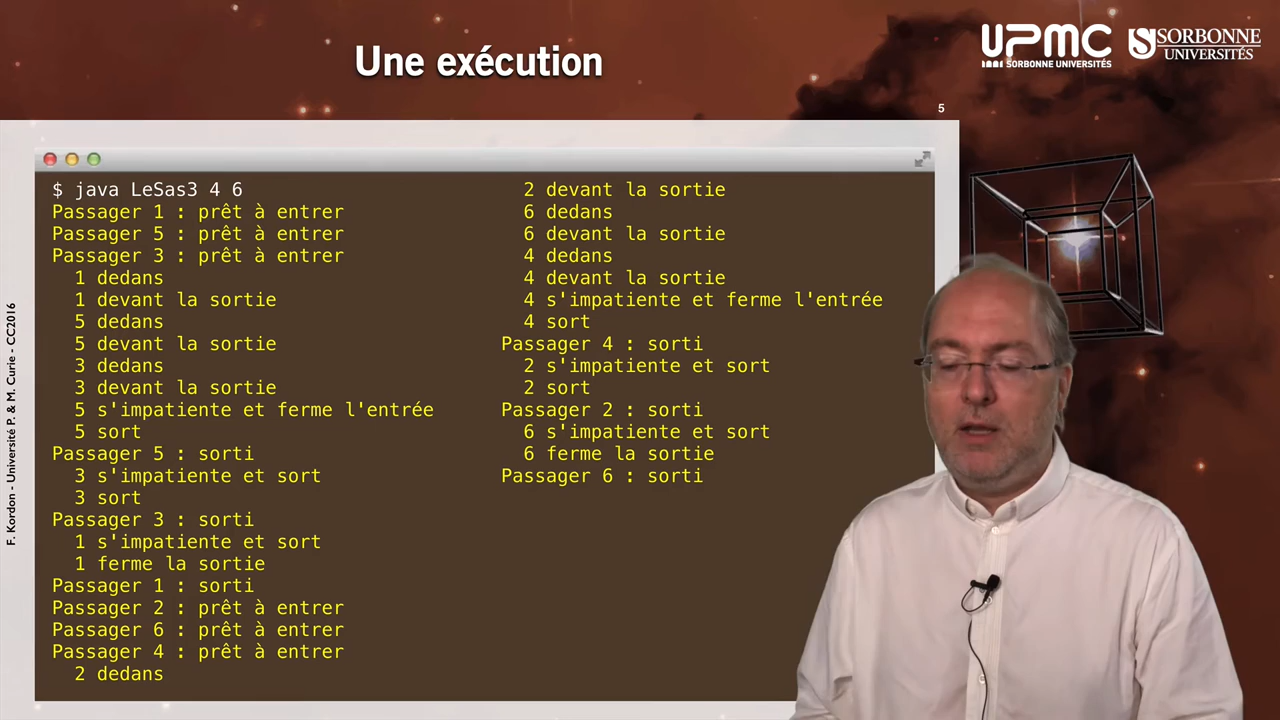 Une exécution
UPMC
SORBONNE UNIVERSITÉS
SORBONNE
UNIVERSITÉS
5
F. Kordon - Université P. & M. Curie - CC2016
$ java LeSas3 4 6
Passager 1 : prêt à entrer
Passager 5 : prêt à entrer
Passager 3 : prêt à entrer
1 dedans
1 devant la sortie
5 dedans
5 devant la sortie
3 dedans
3 devant la sortie
5 s'impatiente et ferme l'entrée
5 sort
Passager 5 : sorti
3 s'impatiente et sort
3 sort
Passager 3 : sorti
1 s'impatiente et sort
1 ferme la sortie
Passager 1 : sorti
Passager 2 : prêt à entrer
Passager 6 : prêt à entrer
Passager 4 : prêt à entrer
2 dedans
2 devant la sortie
6 dedans
6 devant la sortie
4 dedans
4 devant la sortie
4 s'impatiente et ferme l'entrée
4 sort
Passager 4 : sorti
2 s'impatiente et sort
2 sort
Passager 2 : sorti
6 s'impatiente et sort
6 ferme la sortie
Passager 6 : sorti